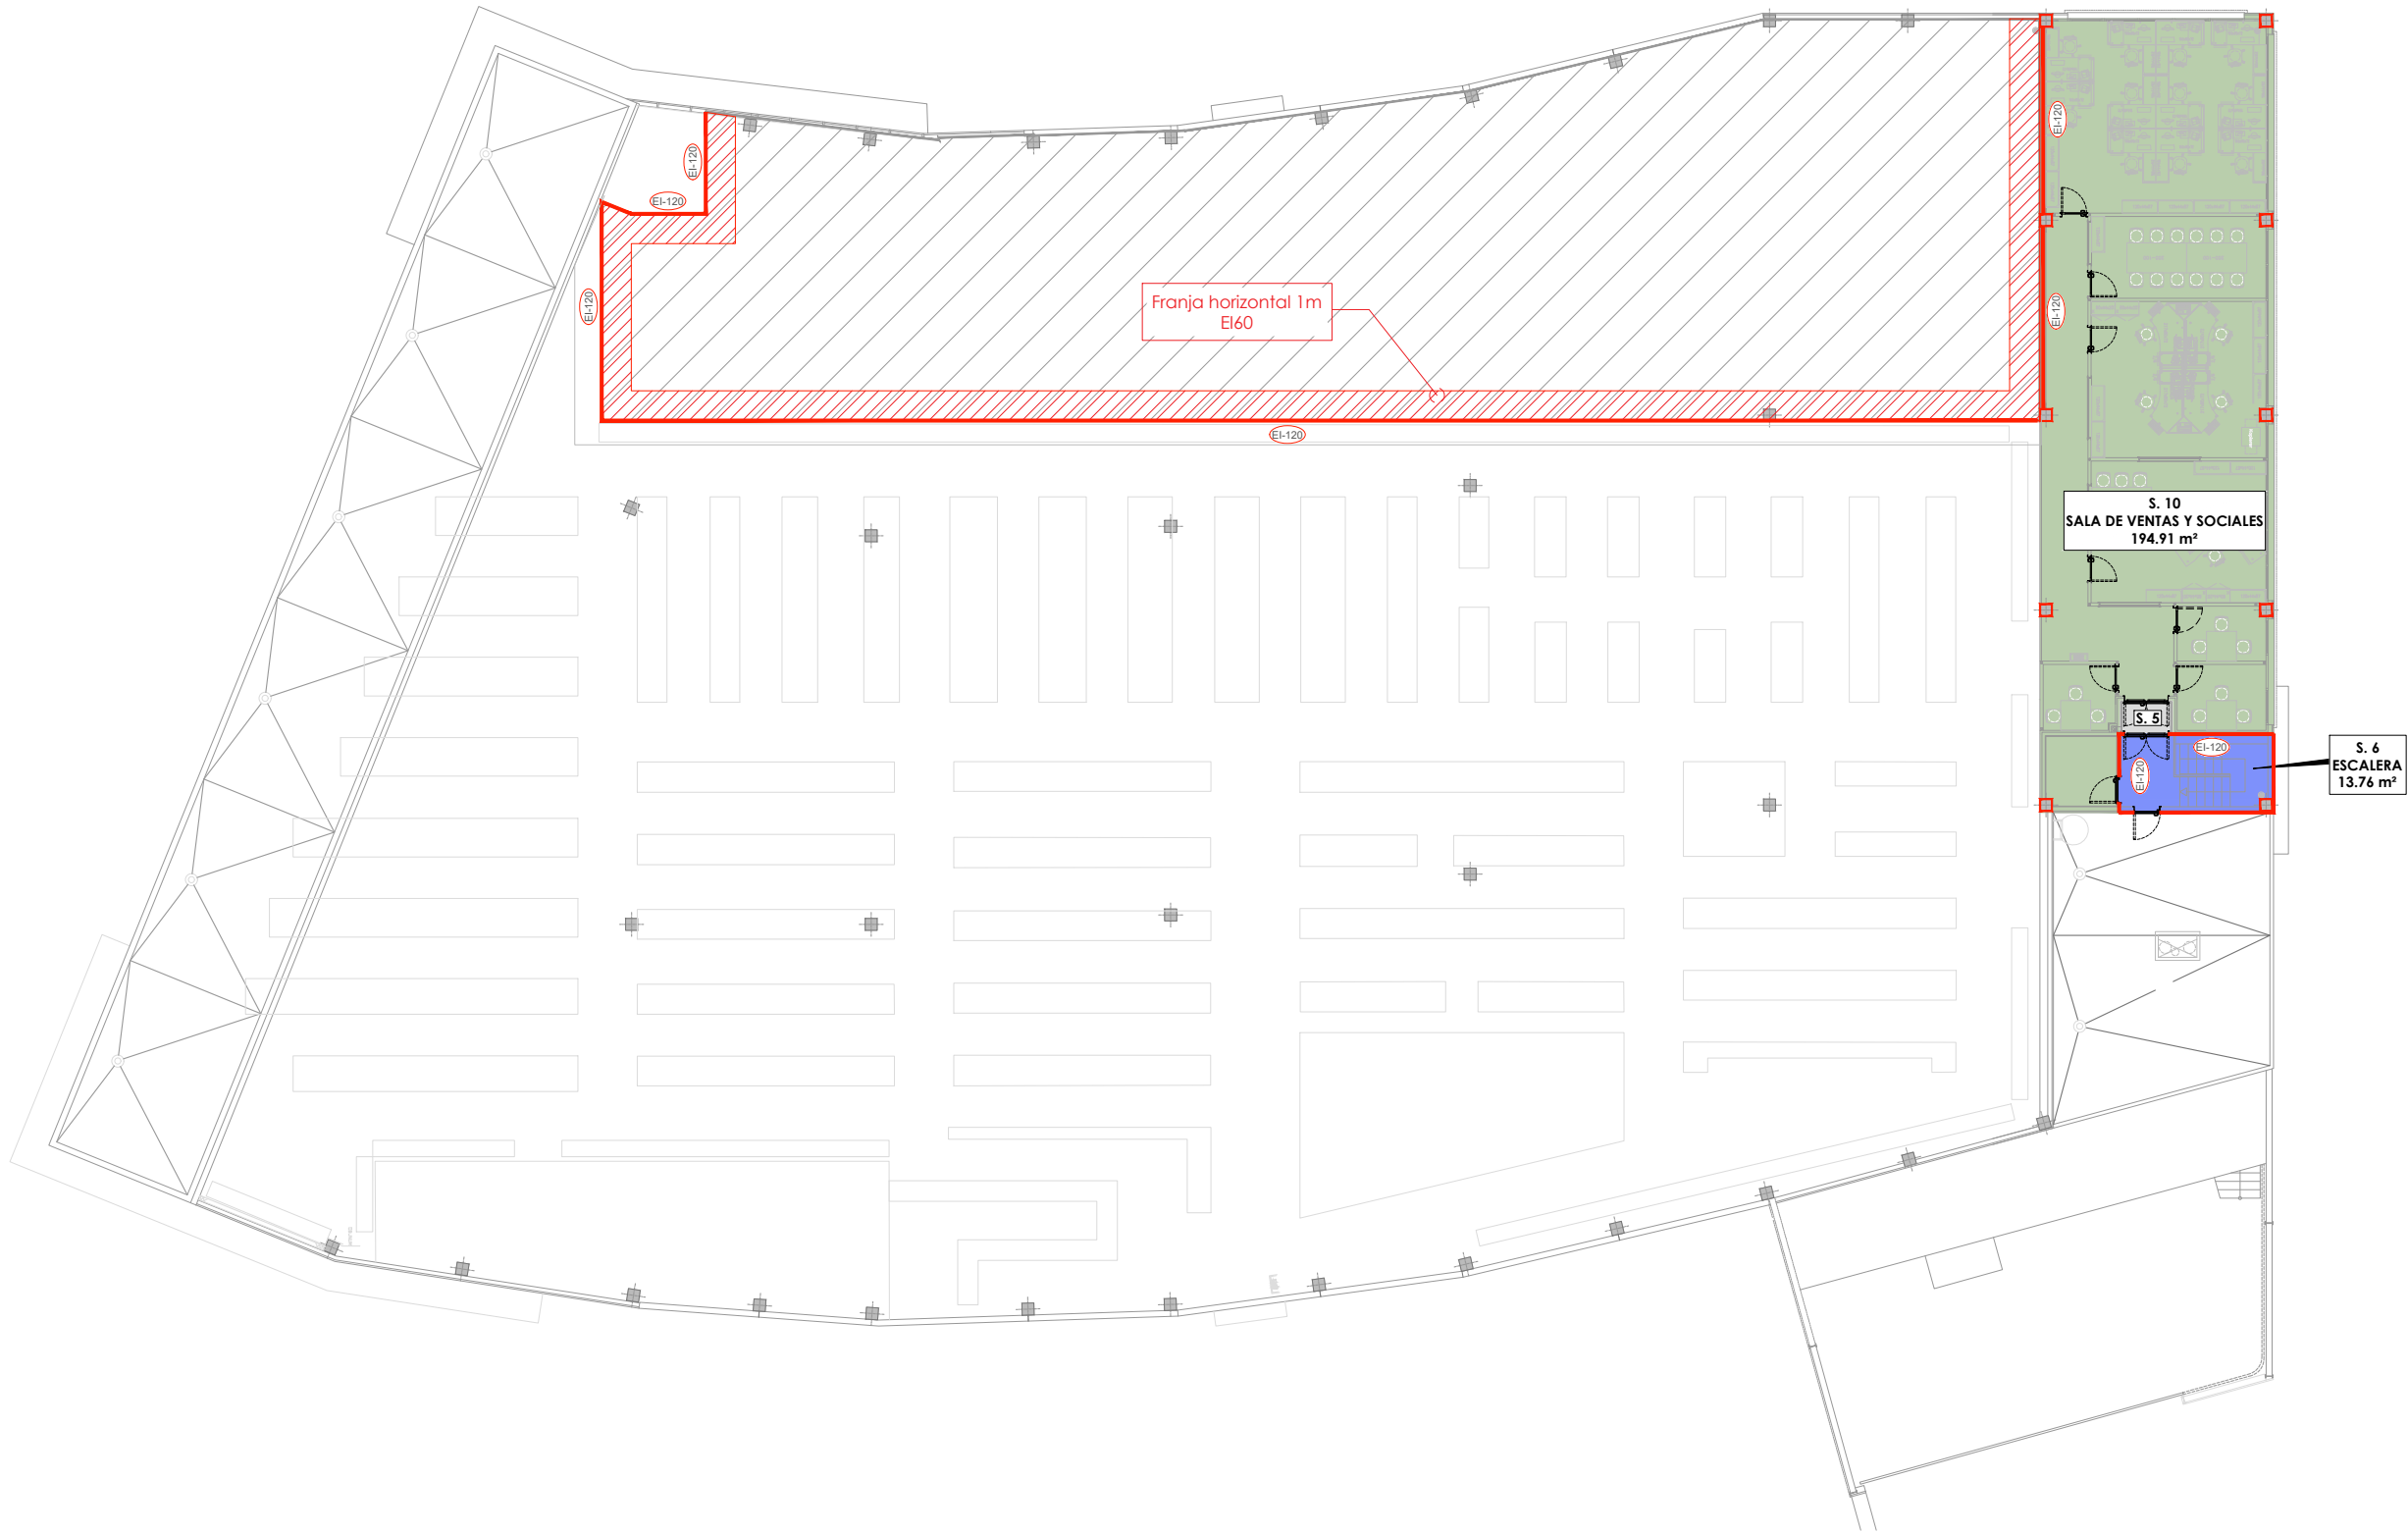 EI-120
EI-120
EI-120
EI-120
Franja horizontal 1m
EI60
EI-120
EI-120
S. 10
SALA DE VENTAS Y SOCIALES
194.91 m²
S. 5
EI-120
EI-120
S. 6
ESCALERA
13.76 m²